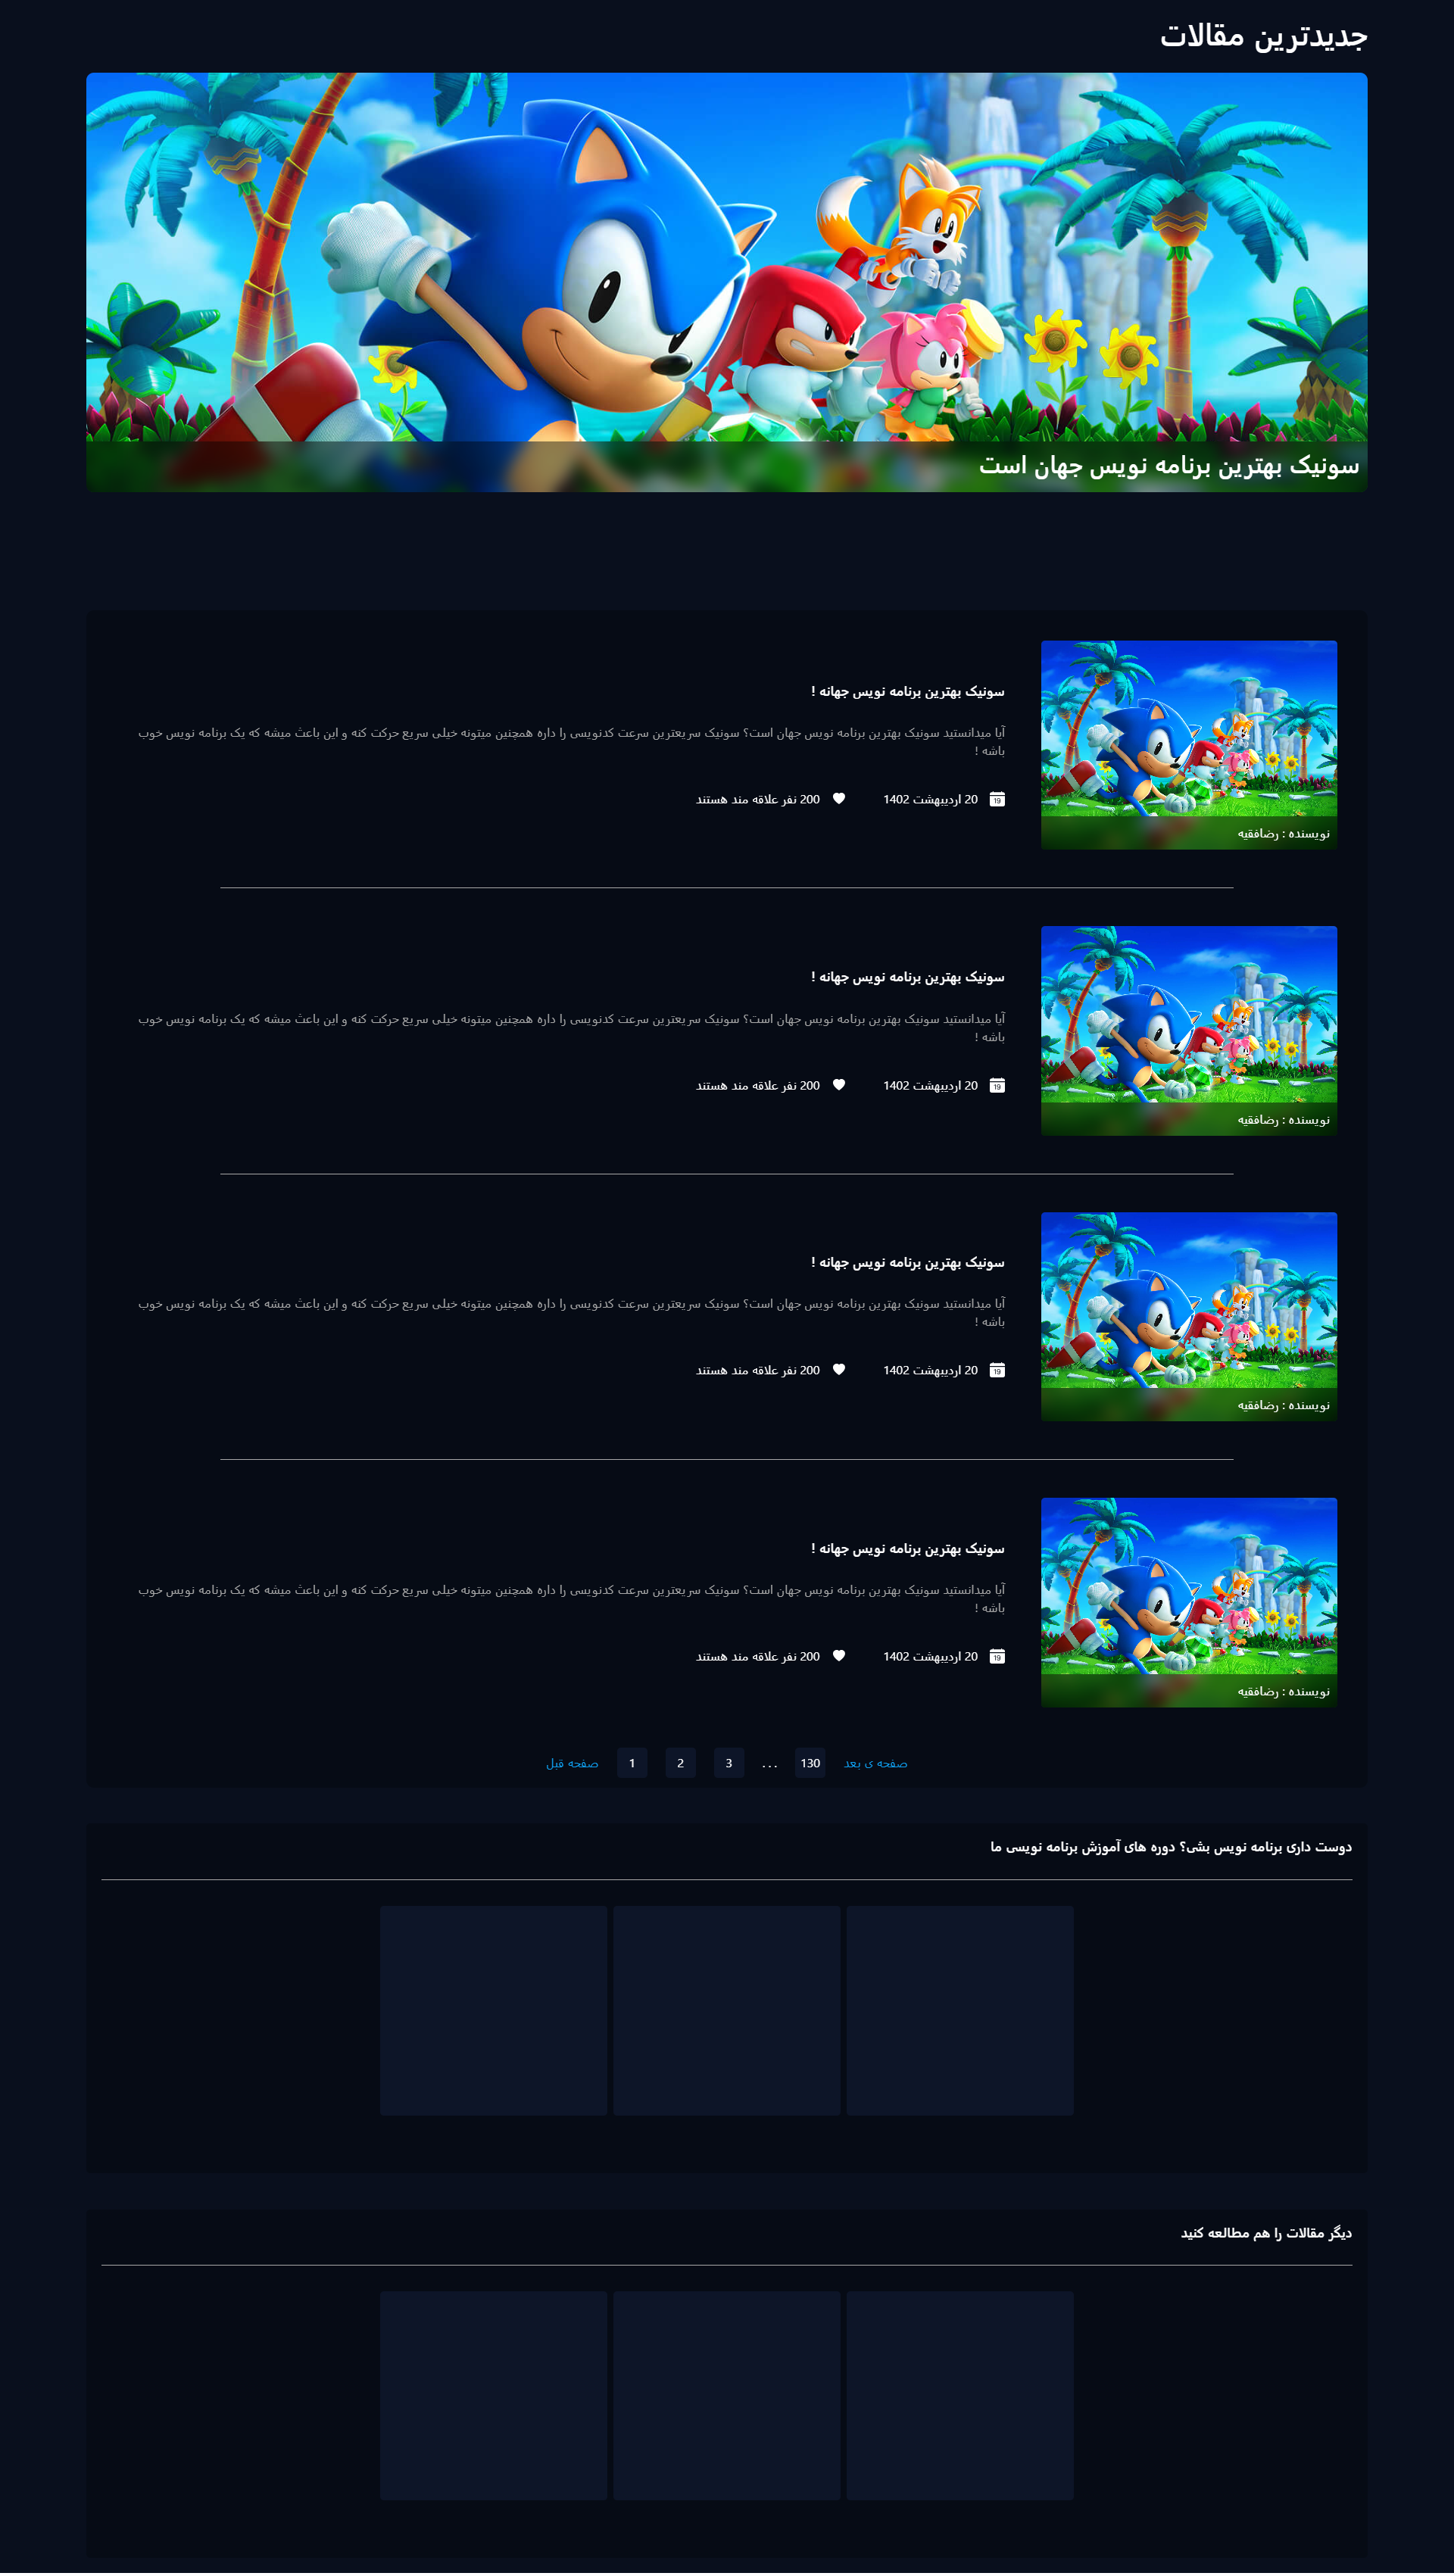 جدیدترین مقالات
سونیک بهترین برنامه نویس جهان است
سونیک بهترین برنامه نویس جهانه !
آیا میدانستید سونیک بهترین برنامه نویس جهان است؟ سونیک سریعترین سرعت کدنویسی را داره همچنین میتونه خیلی سریع حرکت کنه و این باعث میشه که یک برنامه نویس خوب
باشه !
19 20 اردیبهشت 1402 200 نفر علاقه مند هستند
نویسنده : رضافقیه
سونیک بهترین برنامه نویس جهانه !
آیا میدانستید سونیک بهترین برنامه نویس جهان است؟ سونیک سریعترین سرعت کدنویسی را داره همچنین میتونه خیلی سریع حرکت کنه و این باعث میشه که یک برنامه نویس خوب
باشه !
19 20 اردیبهشت 1402 200 نفر علاقه مند هستند
نویسنده : رضافقیه
سونیک بهترین برنامه نویس جهانه !
آیا میدانستید سونیک بهترین برنامه نویس جهان است؟ سونیک سریعترین سرعت کدنویسی را داره همچنین میتونه خیلی سریع حرکت کنه و این باعث میشه که یک برنامه نویس خوب
باشه !
19 20 اردیبهشت 1402 200 نفر علاقه مند هستند
نویسنده : رضافقیه
سونیک بهترین برنامه نویس جهانه !
آیا میدانستید سونیک بهترین برنامه نویس جهان است؟ سونیک سریعترین سرعت کدنویسی را داره همچنین میتونه خیلی سریع حرکت کنه و این باعث میشه که یک برنامه نویس خوب
باشه !
19 20 اردیبهشت 1402 200 نفر علاقه مند هستند
نویسنده : رضافقیه
صفحه ی بعد 130 ... 3 2 1 صفحه قبل
دوست داری برنامه نویس بشی؟ دوره های آموزش برنامه نویسی ما
دیگر مقالات را هم مطالعه کنید